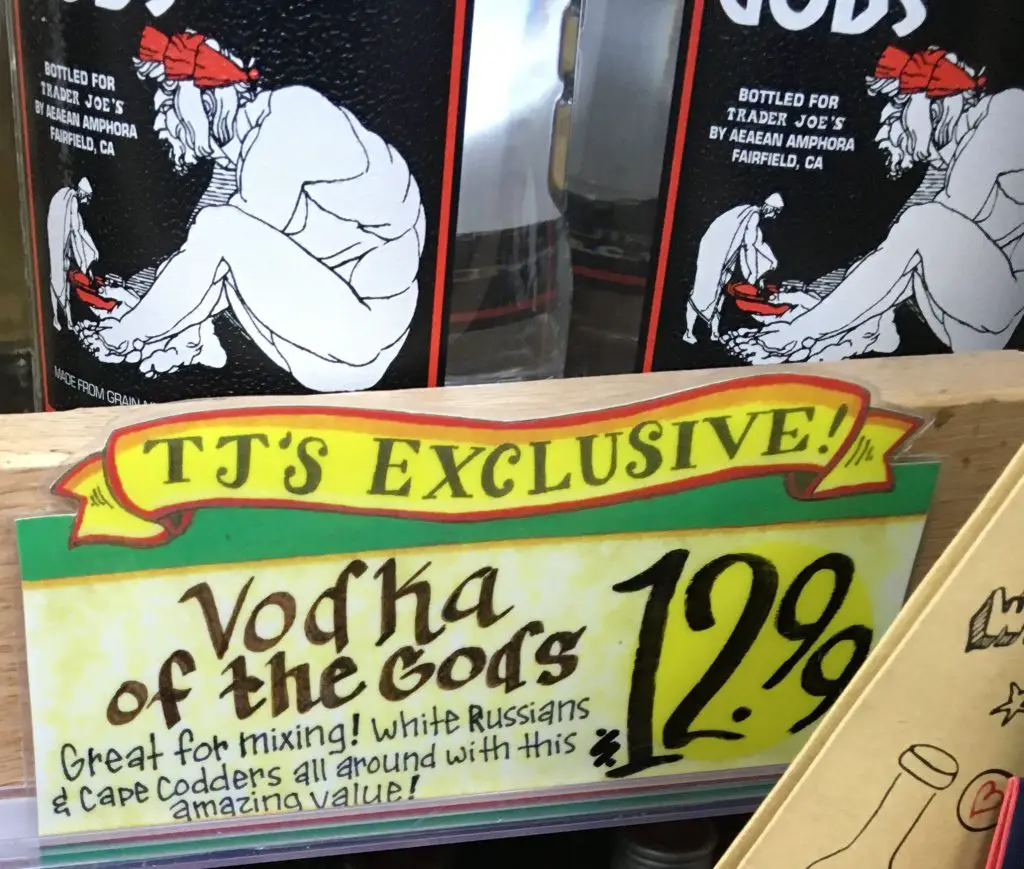 GODS
BOTTLED FOR
TRADER JOE'S
BY AEAEAN AMPHORA
FAIRFIELD, CA
MADE FROM GRAIN
GODS
BOTTLED FOR
TRADER JOE'S
BY AEAEAN AMPHORA
FAIRFIELD, CA
TJ'S EXCLUSIVE!
Vodka
of the Gods
$12.99
Great for mixing! White Russians
& Cape Codders all around with this
amazing value!